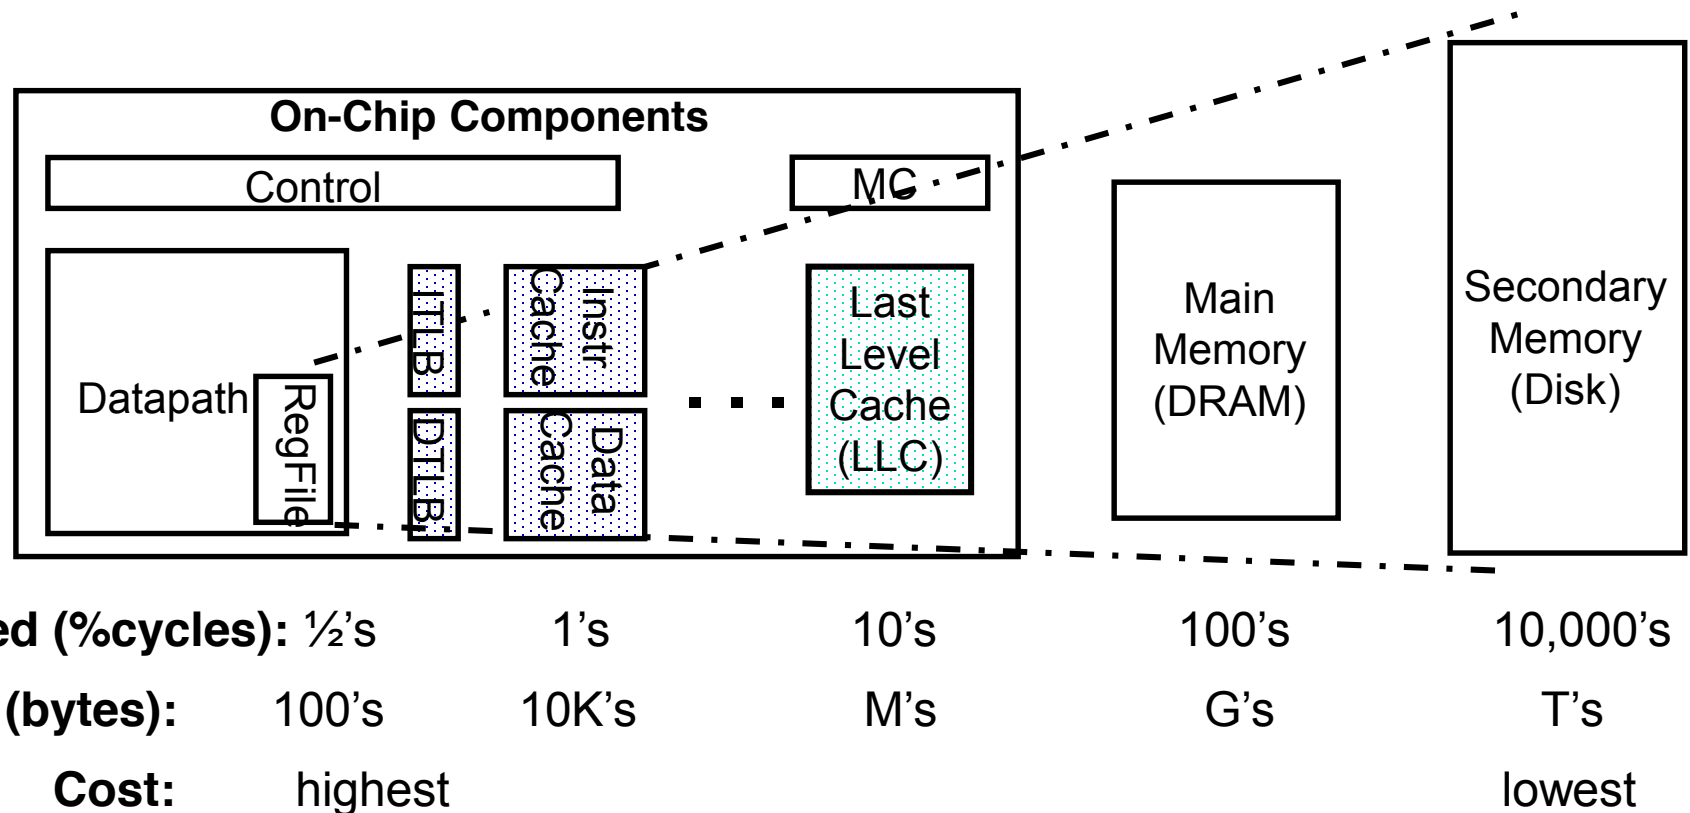 On-Chip Components
Control
MC
Datapath
RegFile
ITLB
DTLB
Instr
Cache
Data
Cache
Last
Level
Cache
(LLC)
Main
Memory
(DRAM)
Secondary
Memory
(Disk)
ed (%cycles): ½’s 1’s 10’s 100’s 10,000’s
(bytes): 100’s 10K’s M’s G’s T’s
Cost: highest lowest